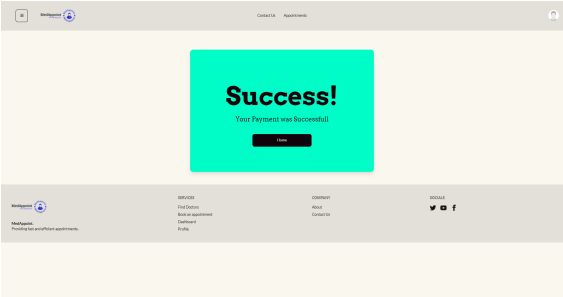 MedAppoint
Contact Us Appointments
Success!
Your Payment was Successfull
Home
MedAppoint
MedAppoint.
Providing fast and efficient appointments.
SERVICES
Find Doctors
Book an appointment
Dashboard
Profile
COMPANY
About
Contact Us
SOCIALS